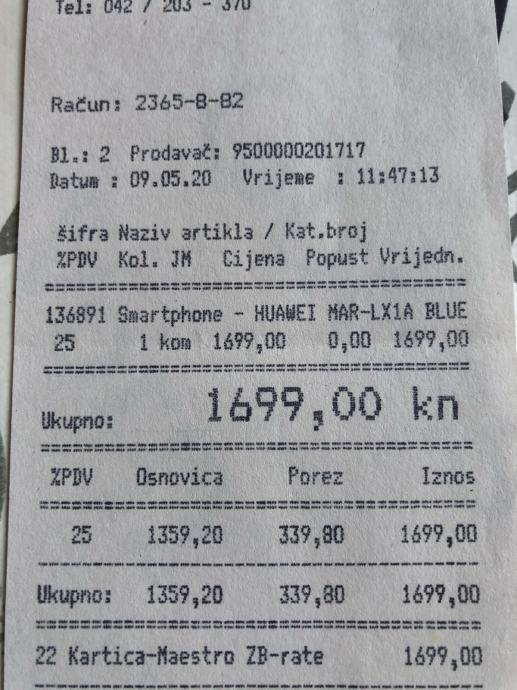 Tel: 042 / 203 - 370
Račun: 2365-8-82
Bl.: 2 Prodavač: 9500000201717
Datum : 09.05.20 Vrijeme : 11:47:13
šifra Naziv artikla / Kat.broj
%PDV Kol. JM Cijena Popust Vrijedn.
136891 Smartphone - HUAWEI MAR-LX1A BLUE
25 1 kom 1699,00 0,00 1699,00
Ukupno: 1699,00 kn
%PDV Osnovica Porez Iznos
25 1359,20 339,80 1699,00
Ukupno: 1359,20 339,80 1699,00
22 Kartica-Maestro ZB-rate 1699,00